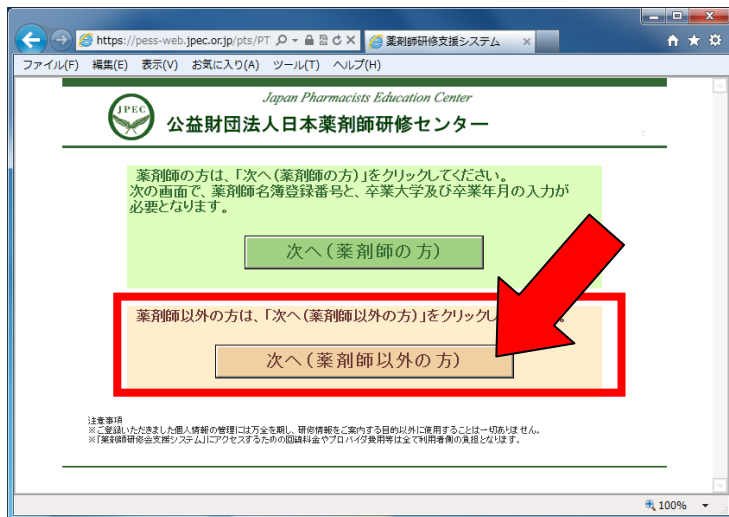 https://pess-web.jpec.or.jp/pts/PT
薬剤師研修支援システム
ファイル(F) 編集(E) 表示(V) お気に入り(A) ツール(T) ヘルプ(H)
JPEC
Japan Pharmacists Education Center
公益財団法人日本薬剤師研修センター
薬剤師の方は、「次へ(薬剤師の方)」をクリックしてください。
次の画面で、薬剤師名簿登録番号と、卒業大学及び卒業年月の入力が
必要となります。
次へ(薬剤師の方)
薬剤師以外の方は、「次へ(薬剤師以外の方)」をクリックし
次へ(薬剤師以外の方)
注意事項
※ご登録いただきました個人情報の管理には万全を期し、研修情報をご案内する目的以外に使用することは一切ありません。
※「薬剤師研修会支援システム」にアクセスするための回線料金やプロバイダ費用等は全て利用者側の負担となります。
100%